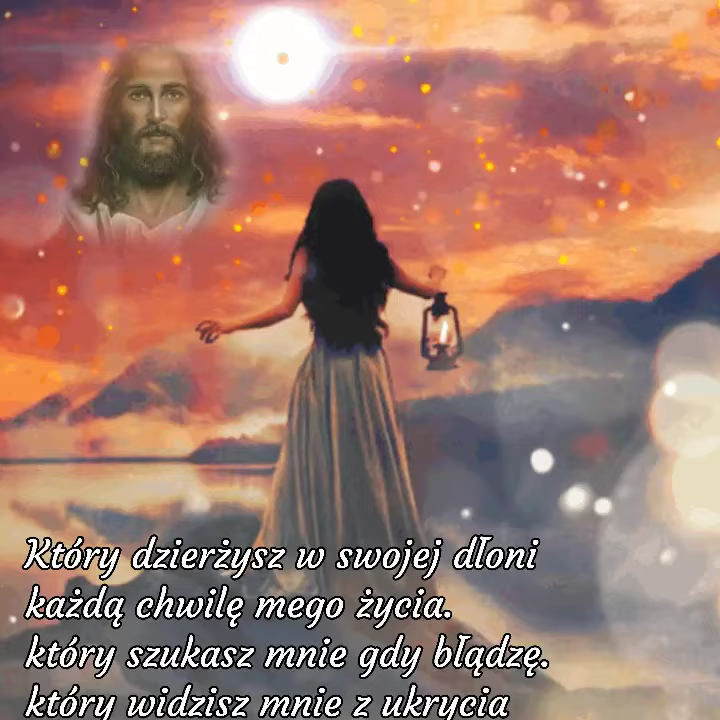 Który dzierżysz w swojej dłoni
każdą chwilę mego życia.
który szukasz mnie gdy błądzę.
który widzisz mnie z ukrycia